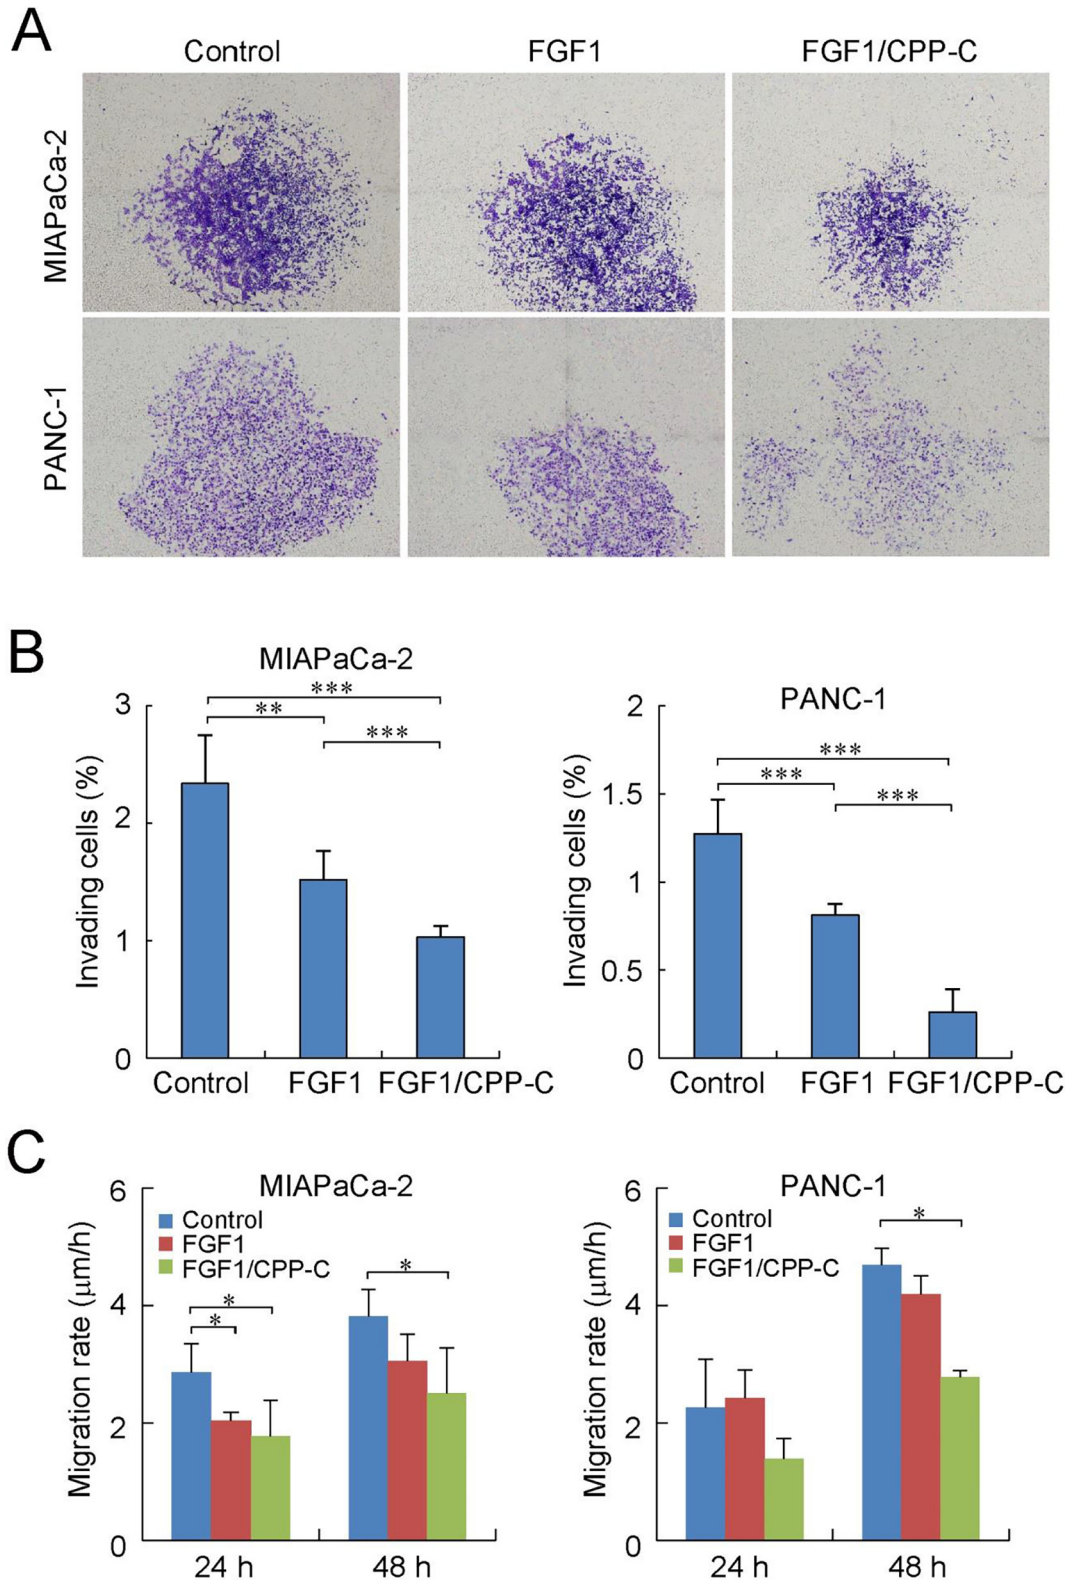 A
Control FGF1 FGF1/CPP-C
MIAPaCa-2
PANC-1
B
MIAPaCa-2
Invading cells (%)
3
2
1
0
***
**
***
Control FGF1 FGF1/CPP-C
PANC-1
Invading cells (%)
2
1.5
1
0.5
0
***
***
***
Control FGF1 FGF1/CPP-C
C
MIAPaCa-2
Migration rate (μm/h)
6
4
2
0
Control
FGF1
FGF1/CPP-C
*
*
*
24 h 48 h
PANC-1
Migration rate (μm/h)
6
4
2
0
Control
FGF1
FGF1/CPP-C
*
24 h 48 h